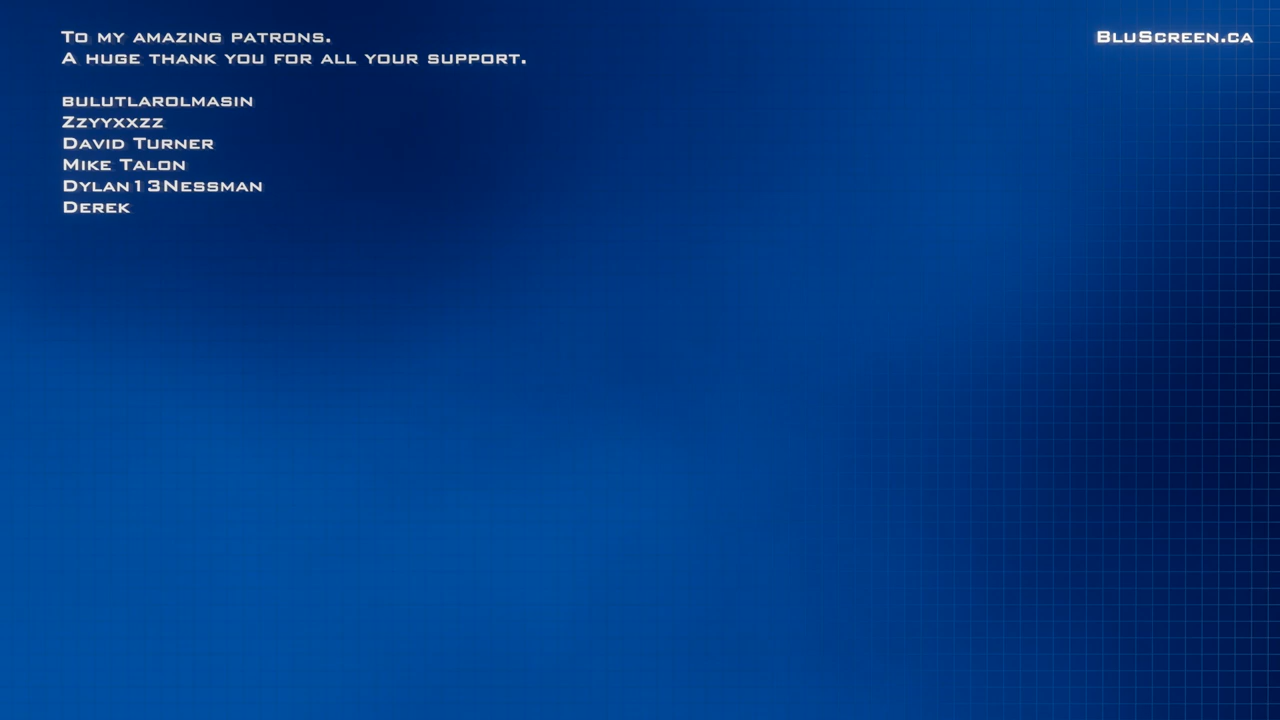 To my amazing patrons.
A huge thank you for all your support.
BluScreen.ca
bulutlarolmasin
Zzyyxxzz
David Turner
Mike Talon
Dylan13Nessman
Derek